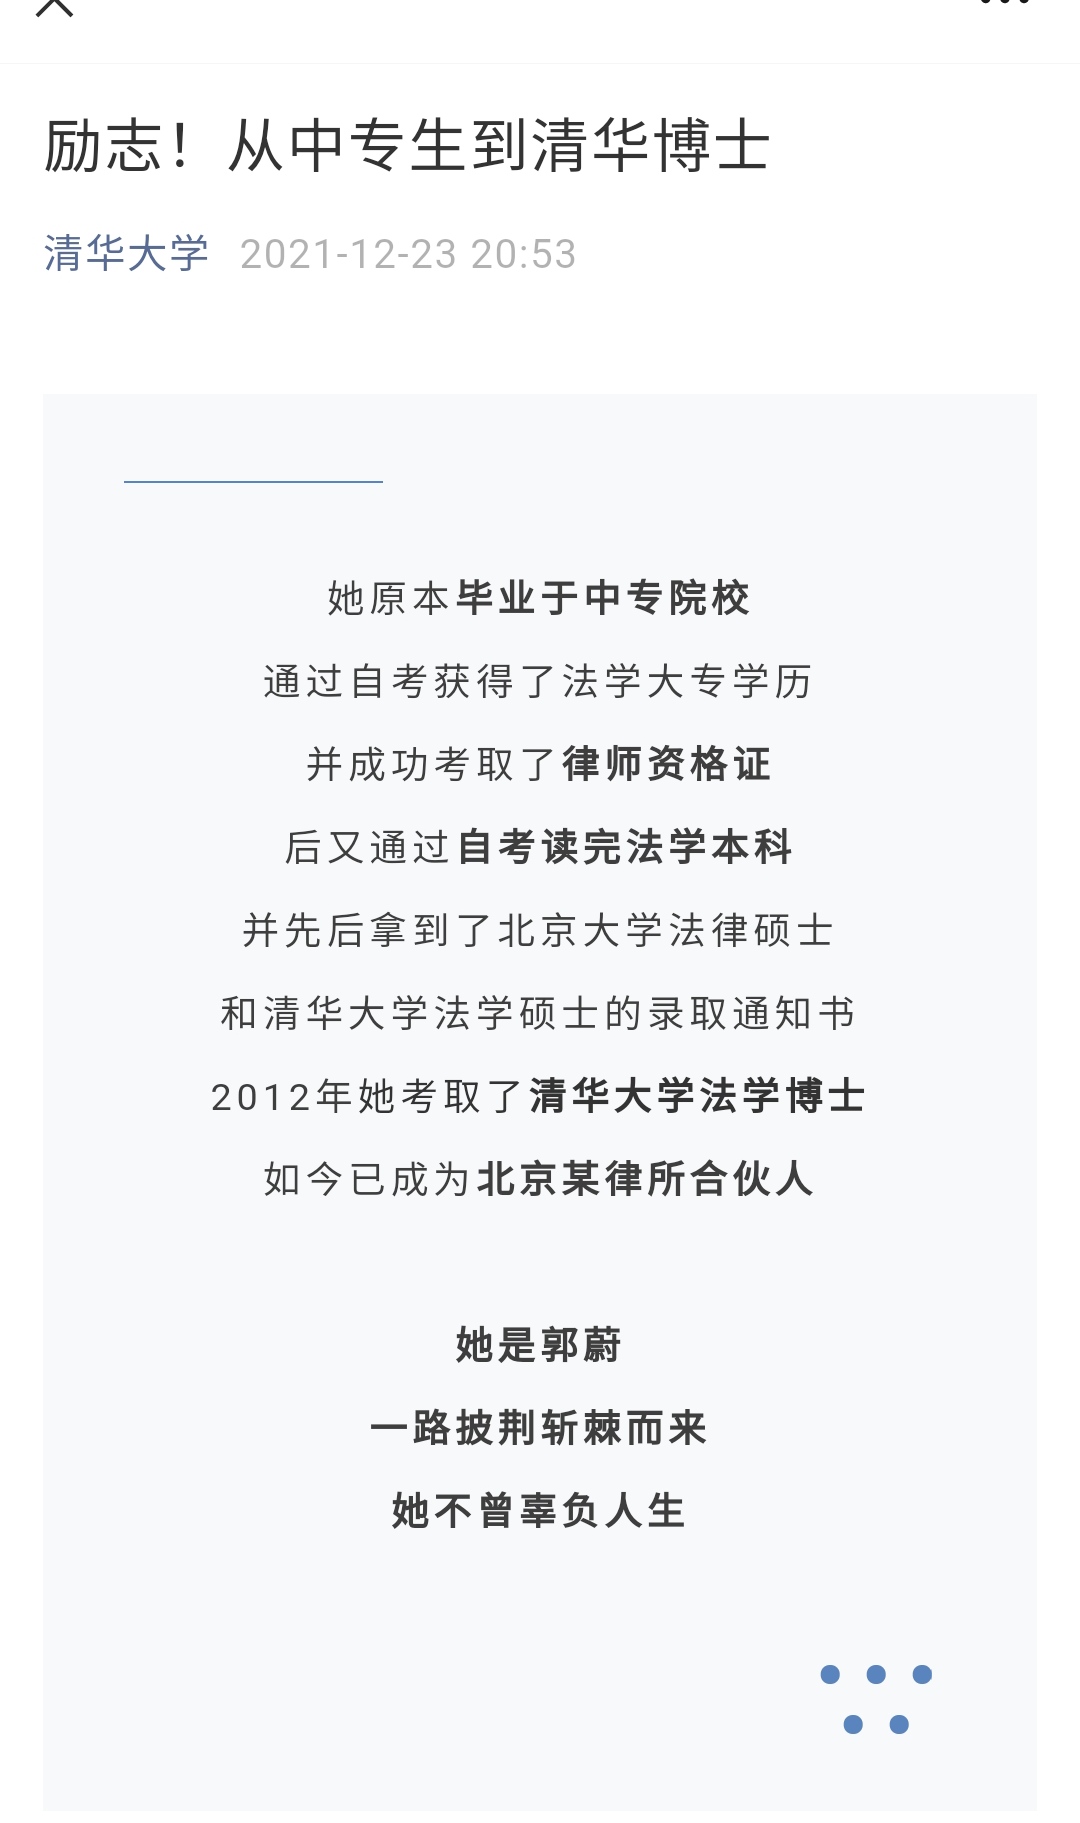 励志！从中专生到清华博士
清华大学 2021-12-23 20:53
她原本毕业于中专院校
通过自考获得了法学大专学历
并成功考取了律师资格证
后又通过自考读完法学本科
并先后拿到了北京大学法律硕士
和清华大学法学硕士的录取通知书
2012年她考取了清华大学法学博士
如今已成为北京某律所合伙人
她是郭蔚
一路披荆斩棘而来
她不曾辜负人生